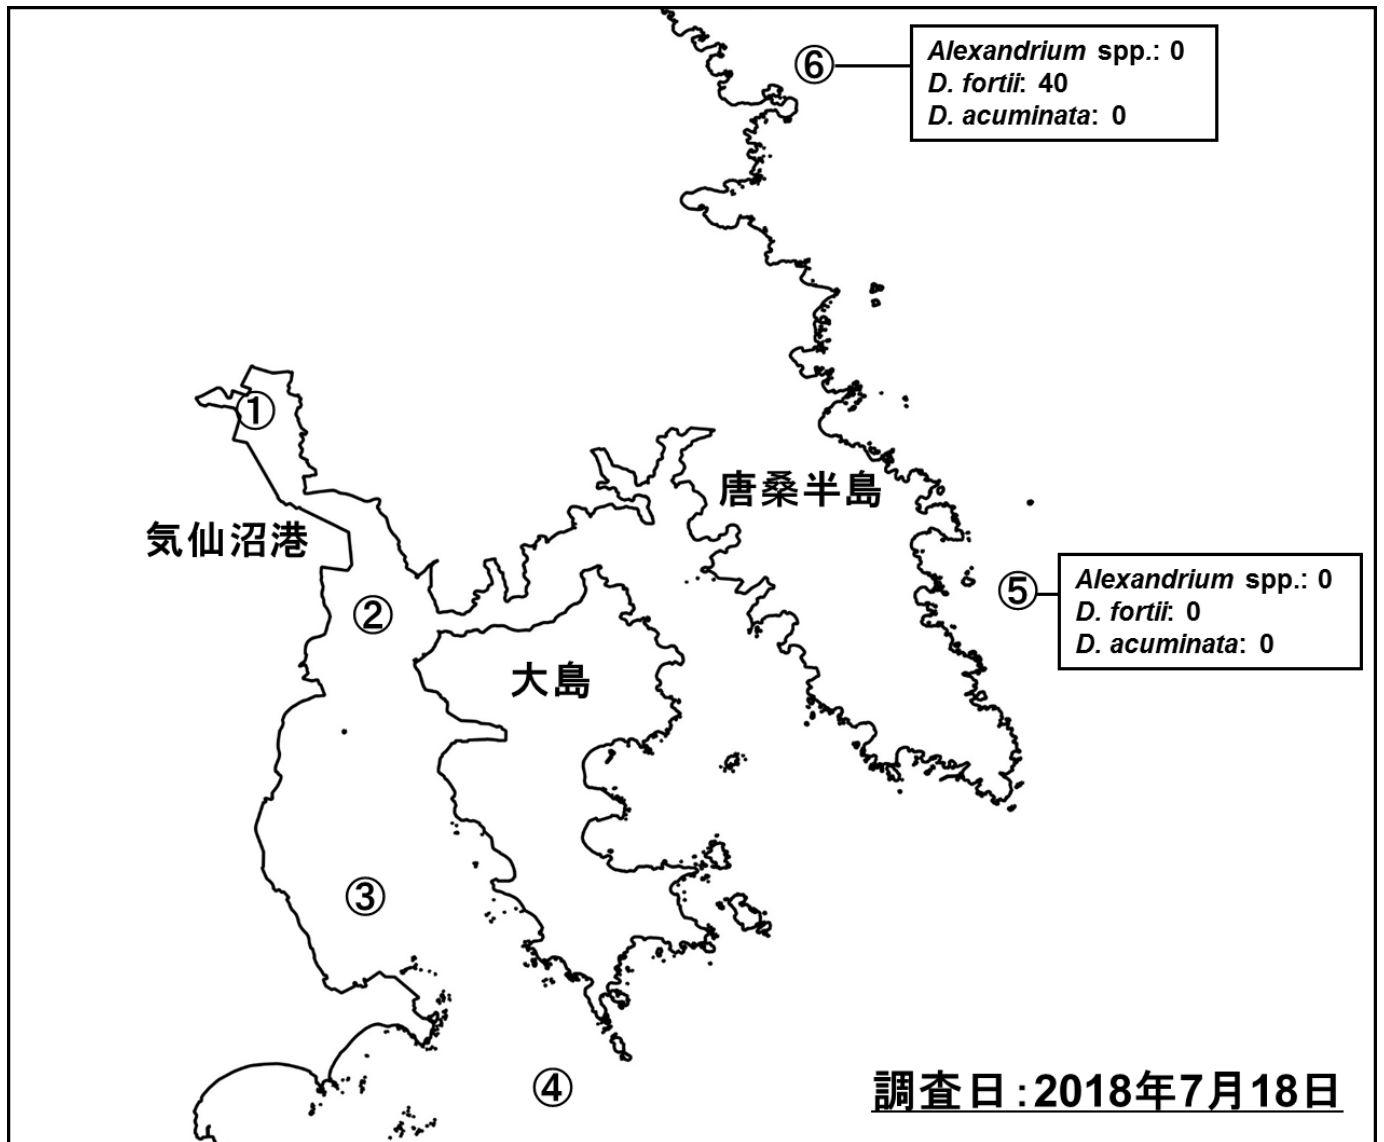 ⑥
Alexandrium spp.: 0
D. fortii: 40
D. acuminata: 0
①
唐桑半島
気仙沼港
⑤
Alexandrium spp.: 0
D. fortii: 0
D. acuminata: 0
②
大島
③
④
調査日:2018年7月18日